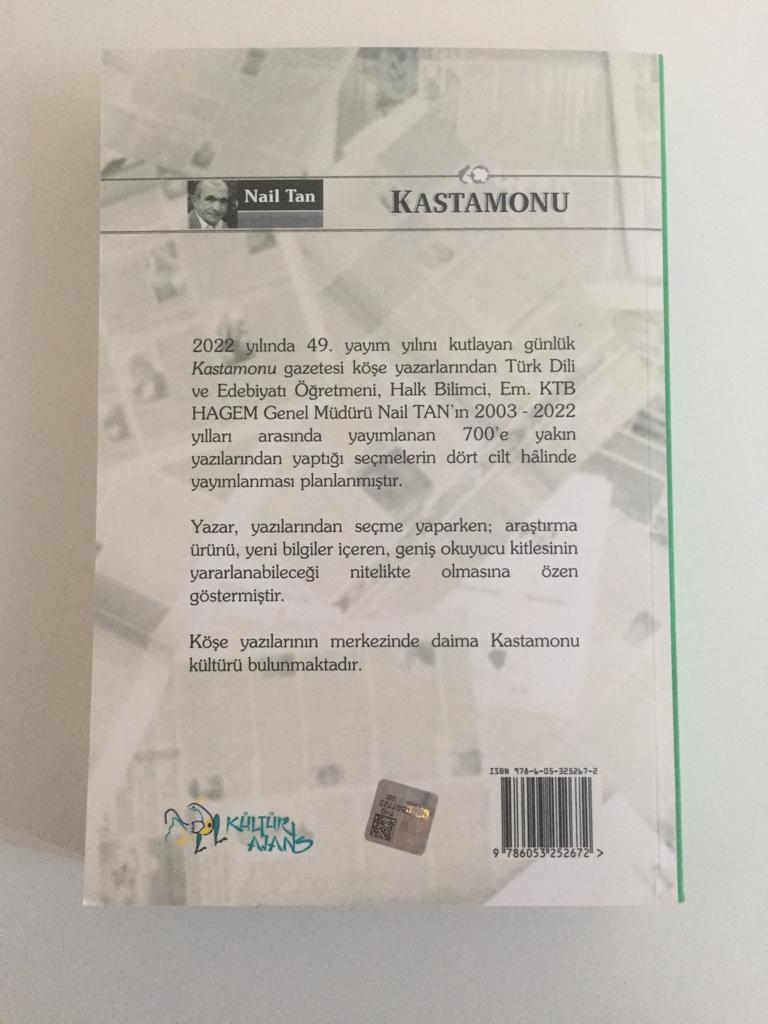 Nail Tan
KASTAMONU
2022 yılında 49. yayım yılını kutlayan günlük
Kastamonu gazetesi köşe yazarlarından Türk Dili
ve Edebiyatı Öğretmeni, Halk Bilimci, Em. KTB
HAGEM Genel Müdürü Nail TAN'ın 2003 - 2022
yılları arasında yayımlanan 700'e yakın
yazılarından yaptığı seçmelerin dört cilt hâlinde
yayımlanması planlanmıştır.
Yazar, yazılarından seçme yaparken; araştırma
ürünü, yeni bilgiler içeren, geniş okuyucu kitlesinin
yararlanabileceği nitelikte olmasına özen
göstermiştir.
Köşe yazılarının merkezinde daima Kastamonu
kültürü bulunmaktadır.
KÜLTÜR
AJANS
ISBN 978-6-05-325267-2
9 786053 252672 >